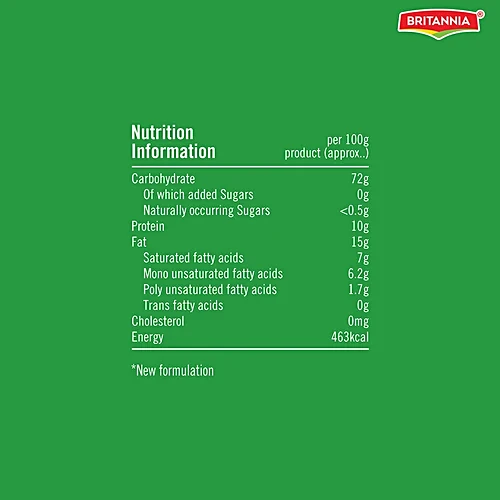 BRITANNIA
Nutrition
Information
per 100g
product (approx..)
Carbohydrate 72g
Of which added Sugars 0g
Naturally occurring Sugars <0.5g
Protein 10g
Fat 15g
Saturated fatty acids 7g
Mono unsaturated fatty acids 6.2g
Poly unsaturated fatty acids 1.7g
Trans fatty acids 0g
Cholesterol 0mg
Energy 463kcal
*New formulation